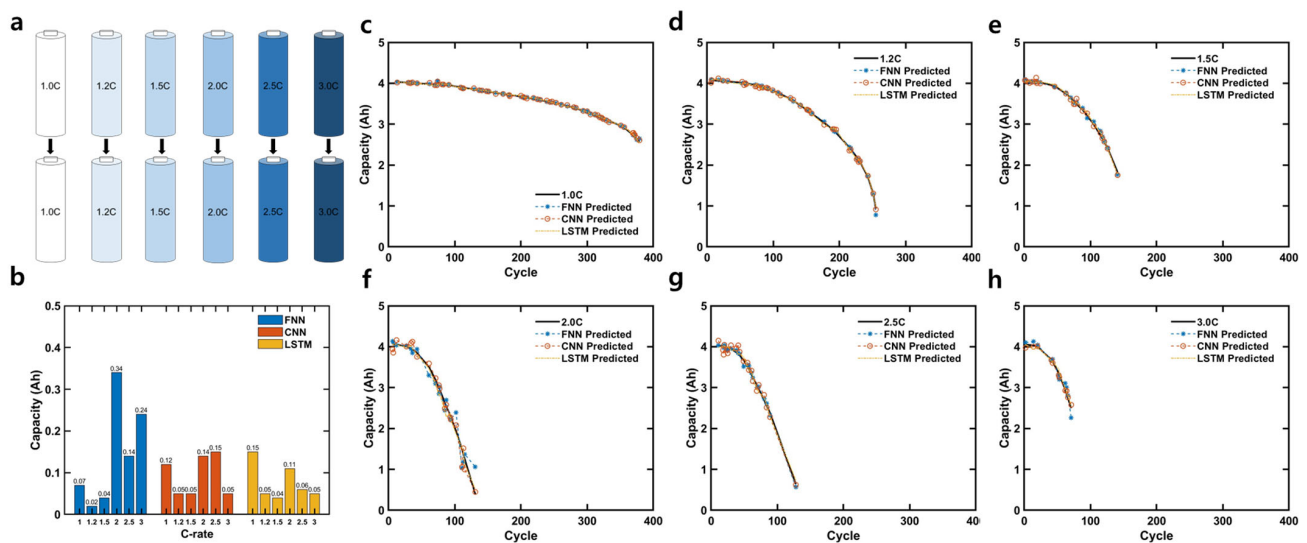 a
1.0C 1.2C 1.5C 2.0C 2.5C 3.0C
1.0C 1.2C 1.5C 2.0C 2.5C 3.0C
b
Capacity (Ah)
0.5
0.4
0.3
0.2
0.1
0
FNN
CNN
LSTM
0.07 0.02 0.04 0.34 0.14 0.24
0.12 0.05 0.05 0.14 0.15 0.05
0.15 0.05 0.04 0.11 0.06 0.05
1 1.2 1.5 2 2.5 3 1 1.2 1.5 2 2.5 3 1 1.2 1.5 2 2.5 3
C-rate
c
Capacity (Ah)
5
4
3
2
1
0
1.0C
FNN Predicted
CNN Predicted
LSTM Predicted
0 100 200 300 400
Cycle
d
Capacity (Ah)
5
4
3
2
1
0
1.2C
FNN Predicted
CNN Predicted
LSTM Predicted
0 100 200 300 400
Cycle
e
Capacity (Ah)
5
4
3
2
1
0
1.5C
FNN Predicted
CNN Predicted
LSTM Predicted
0 100 200 300 400
Cycle
f
Capacity (Ah)
5
4
3
2
1
0
2.0C
FNN Predicted
CNN Predicted
LSTM Predicted
0 100 200 300 400
Cycle
g
Capacity (Ah)
5
4
3
2
1
0
2.5C
FNN Predicted
CNN Predicted
LSTM Predicted
0 100 200 300 400
Cycle
h
Capacity (Ah)
5
4
3
2
1
0
3.0C
FNN Predicted
CNN Predicted
LSTM Predicted
0 100 200 300 400
Cycle